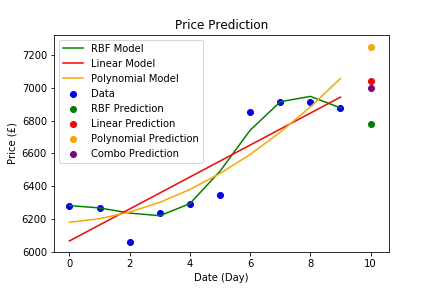 Price Prediction
RBF Model
Linear Model
Polynomial Model
Data
RBF Prediction
Linear Prediction
Polynomial Prediction
Combo Prediction
7200
7000
6800
6600
6400
6200
6000
Price (£)
0 2 4 6 8 10
Date (Day)